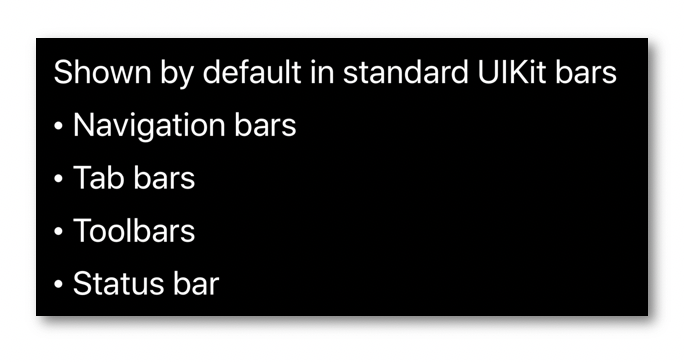 Shown by default in standard UIKit bars
• Navigation bars
• Tab bars
• Toolbars
• Status bar